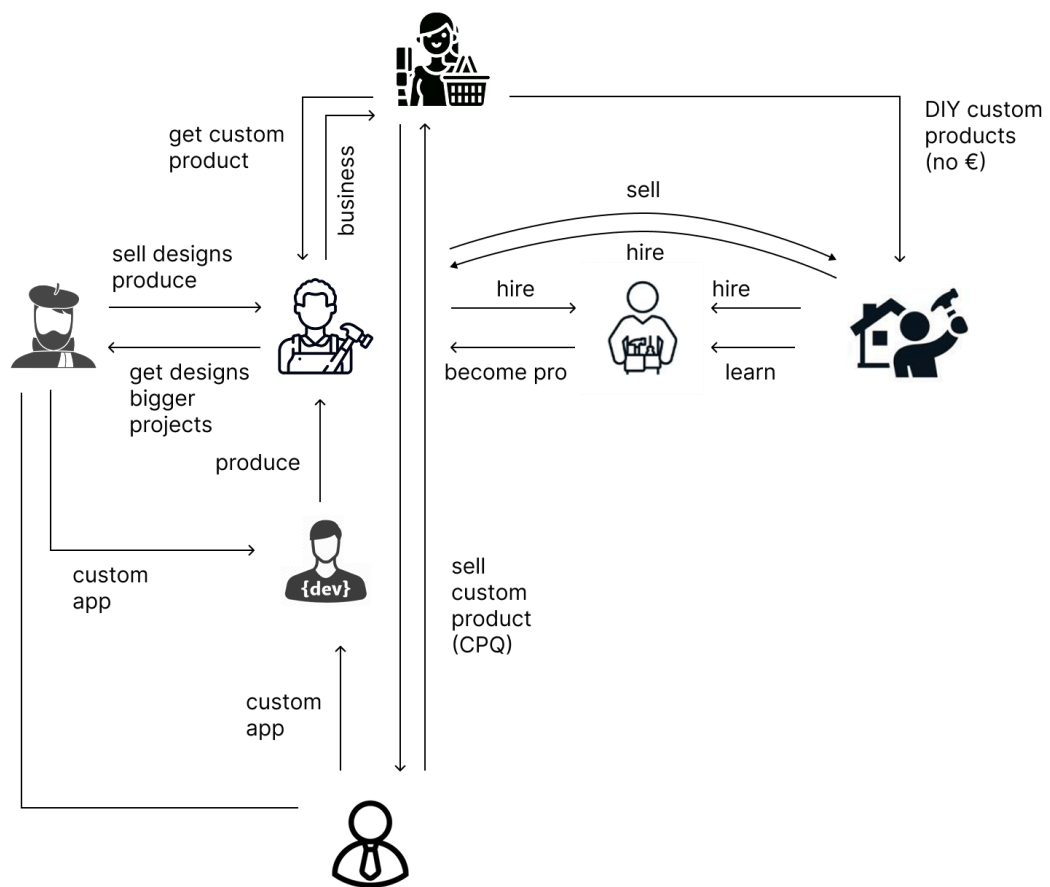 get custom
product
business
DIY custom
products
(no €)
sell
hire
sell designs
produce
hire
hire
get designs
bigger
projects
become pro
learn
produce
custom
app
{dev}
sell
custom
product
(CPQ)
custom
app